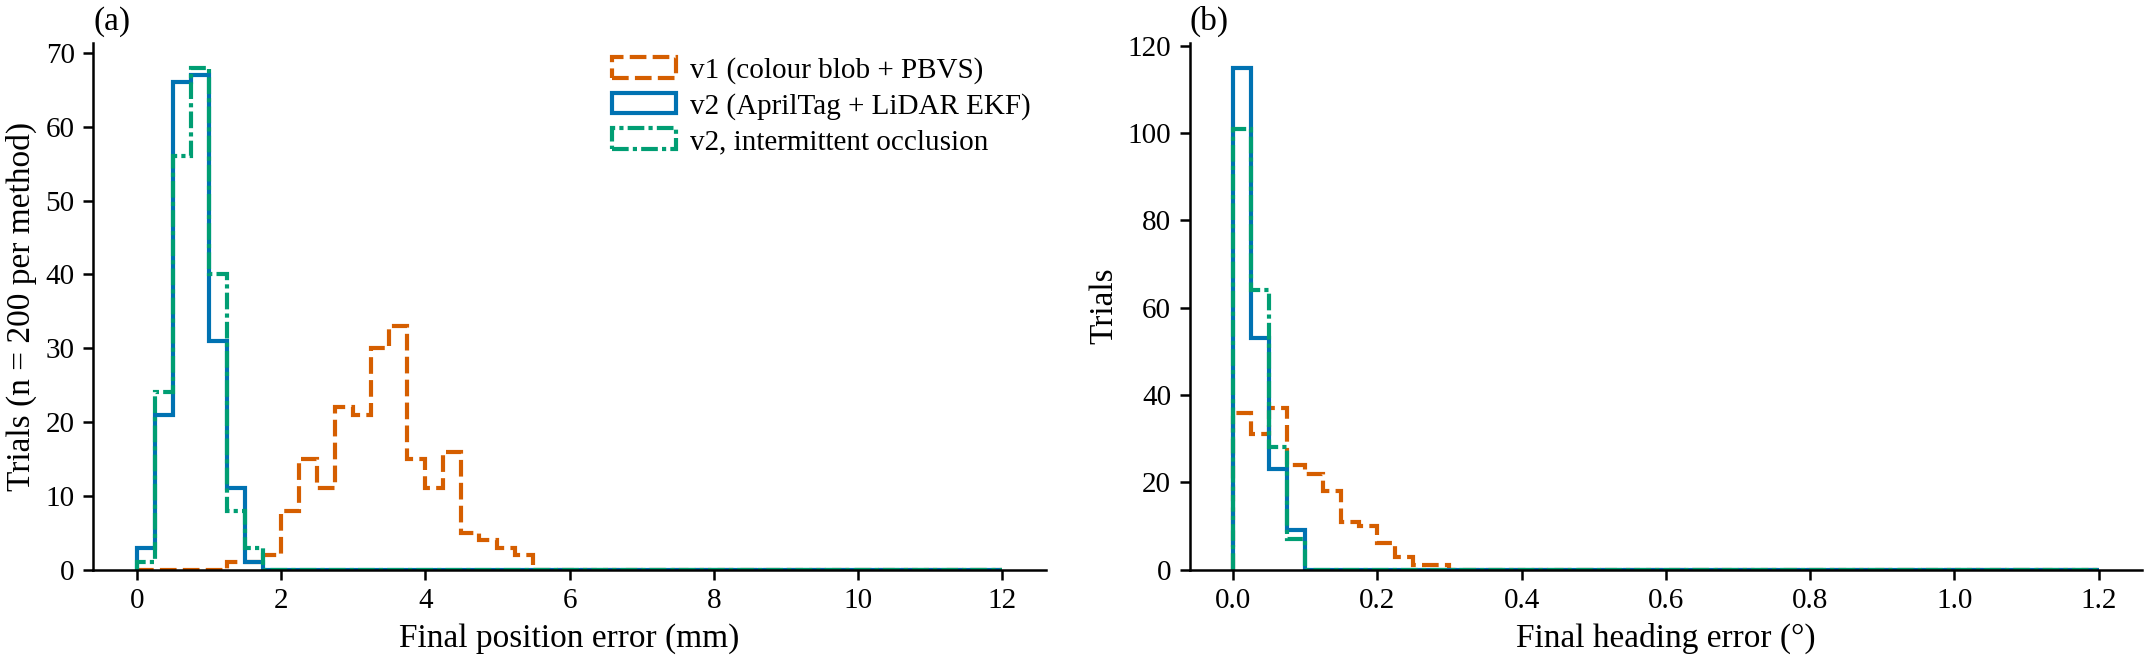 (a)
Trials (n = 200 per method)
70
60
50
40
30
20
10
0
v1 (colour blob + PBVS)
v2 (AprilTag + LiDAR EKF)
v2, intermittent occlusion
0 2 4 6 8 10 12
Final position error (mm)
(b)
Trials
120
100
80
60
40
20
0
0.0 0.2 0.4 0.6 0.8 1.0 1.2
Final heading error (°)